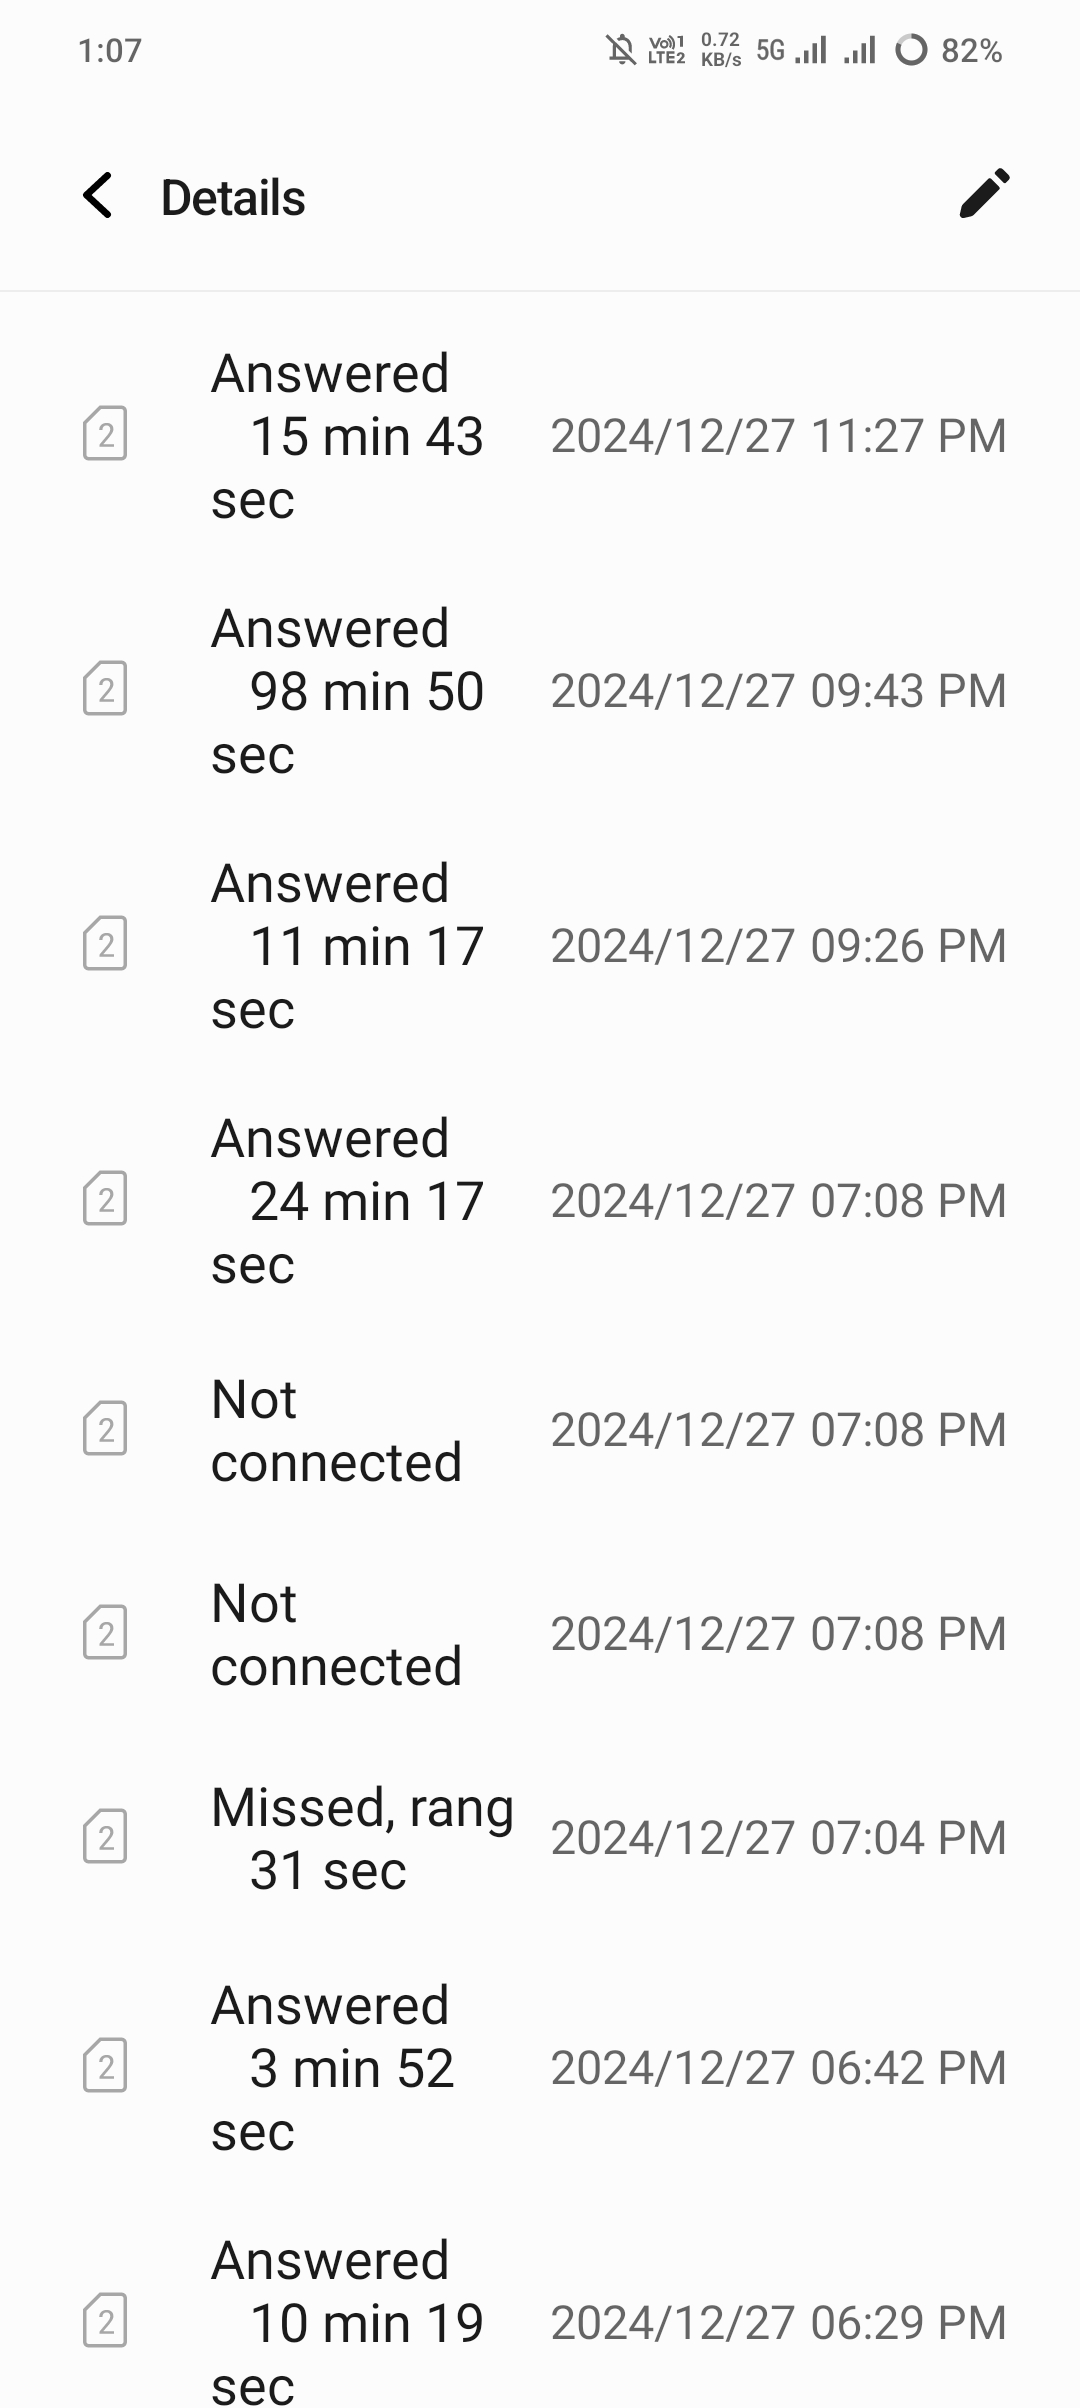 1:07
Vo))1
LTE2
0.72
KB/s
5G
82%
Details
Answered
15 min 43
sec
2
2024/12/27 11:27 PM
Answered
98 min 50
sec
2
2024/12/27 09:43 PM
Answered
11 min 17
sec
2
2024/12/27 09:26 PM
Answered
24 min 17
sec
2
2024/12/27 07:08 PM
Not
connected
2
2024/12/27 07:08 PM
Not
connected
2
2024/12/27 07:08 PM
Missed, rang
31 sec
2
2024/12/27 07:04 PM
Answered
3 min 52
sec
2
2024/12/27 06:42 PM
Answered
10 min 19
sec
2
2024/12/27 06:29 PM